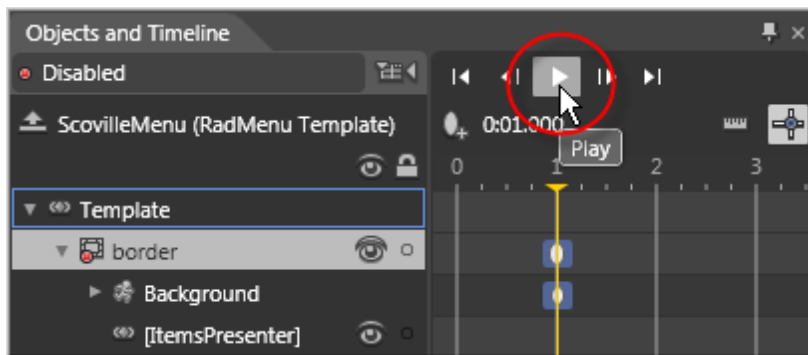 Objects and Timeline
Disabled
ScovilleMenu (RadMenu Template)
0:01.000
Play
0 1 2 3
Template
border
Background
[ItemsPresenter]